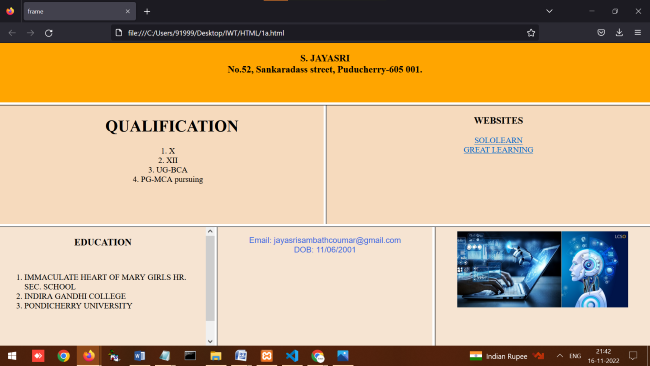 frame
file:///C:/Users/91999/Desktop/IWT/HTML/1a.html
S. JAYASRI
No.52, Sankaradass street, Puducherry-605 001.
QUALIFICATION
1. X
2. XII
3. UG-BCA
4. PG-MCA pursuing
WEBSITES
SOLOLEARN
GREAT LEARNING
EDUCATION
1. IMMACULATE HEART OF MARY GIRLS HR.
SEC. SCHOOL
2. INDIRA GANDHI COLLEGE
3. PONDICHERRY UNIVERSITY
Email: jayasrisambathcoumar@gmail.com
DOB: 11/06/2001
Indian Rupee
ENG
21:42
16-11-2022